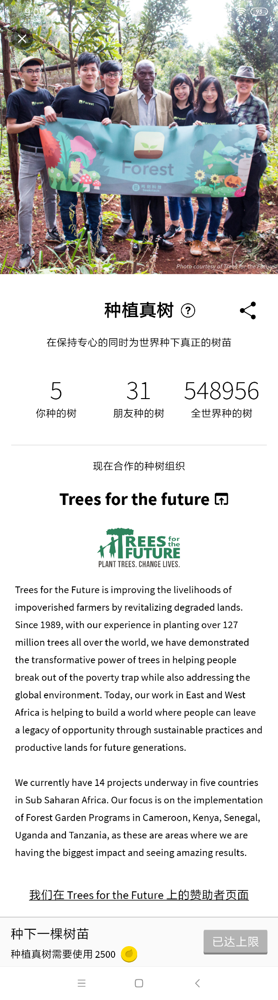 9:05
93
Forest
Forest
For
Forest
Forest
Forest
时刻科技
Seekrtech
Photo courtesy of Trees for the Future
种植真树 ?
在保持专心的同时为世界种下真正的树苗
5 31 548956
你种的树 朋友种的树 全世界种的树
现在合作的种树组织
Trees for the future
TREES for the
FUTURE
PLANT TREES. CHANGE LIVES.
Trees for the Future is improving the livelihoods of
impoverished farmers by revitalizing degraded lands.
Since 1989, with our experience in planting over 127
million trees all over the world, we have demonstrated
the transformative power of trees in helping people
break out of the poverty trap while also addressing the
global environment. Today, our work in East and West
Africa is helping to build a world where people can leave
a legacy of opportunity through sustainable practices and
productive lands for future generations.
We currently have 14 projects underway in five countries
in Sub Saharan Africa. Our focus is on the implementation
of Forest Garden Programs in Cameroon, Kenya, Senegal,
Uganda and Tanzania, as these are areas where we are
having the biggest impact and seeing amazing results.
我们在 Trees for the Future 上的赞助者页面
种下一棵树苗
种植真树需要使用 2500
已达上限